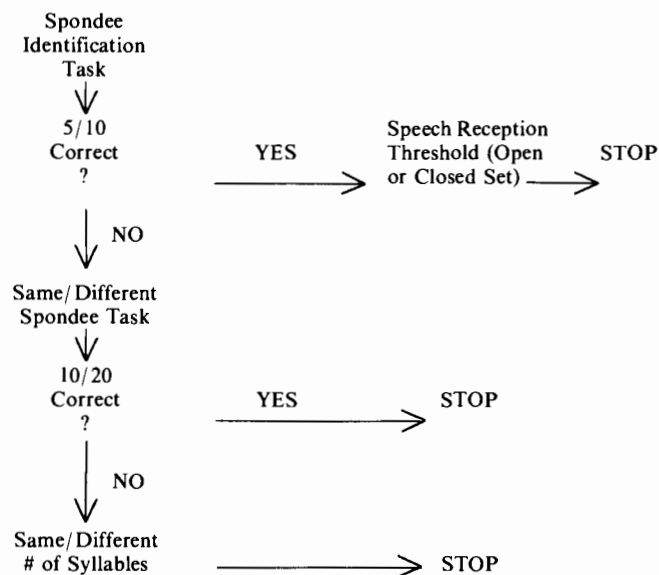 Spondee
Identification
Task
5/10
Correct
?
YES
Speech Reception
Threshold (Open
or Closed Set)
STOP
NO
Same/Different
Spondee Task
10/20
Correct
?
YES
STOP
NO
Same/Different
# of Syllables
STOP